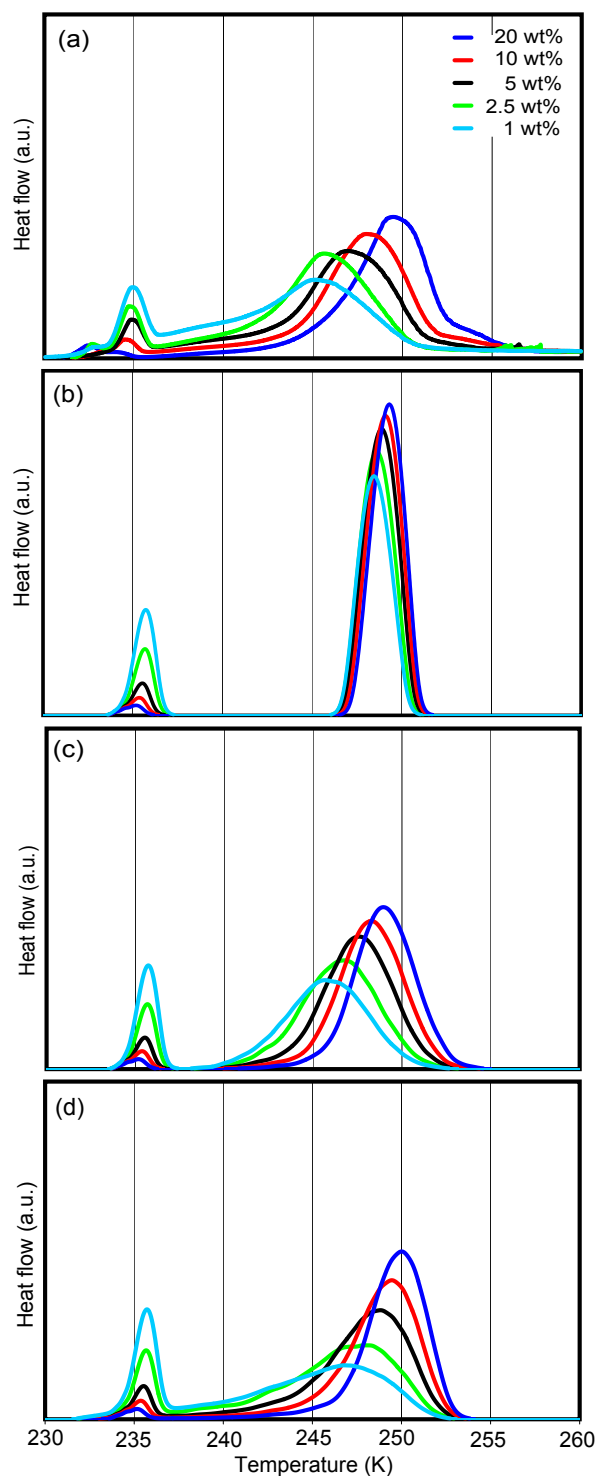 (a)
20 wt%
10 wt%
5 wt%
2.5 wt%
1 wt%
Heat flow (a.u.)
(b)
Heat flow (a.u.)
(c)
Heat flow (a.u.)
(d)
Heat flow (a.u.)
230 235 240 245 250 255 260
Temperature (K)